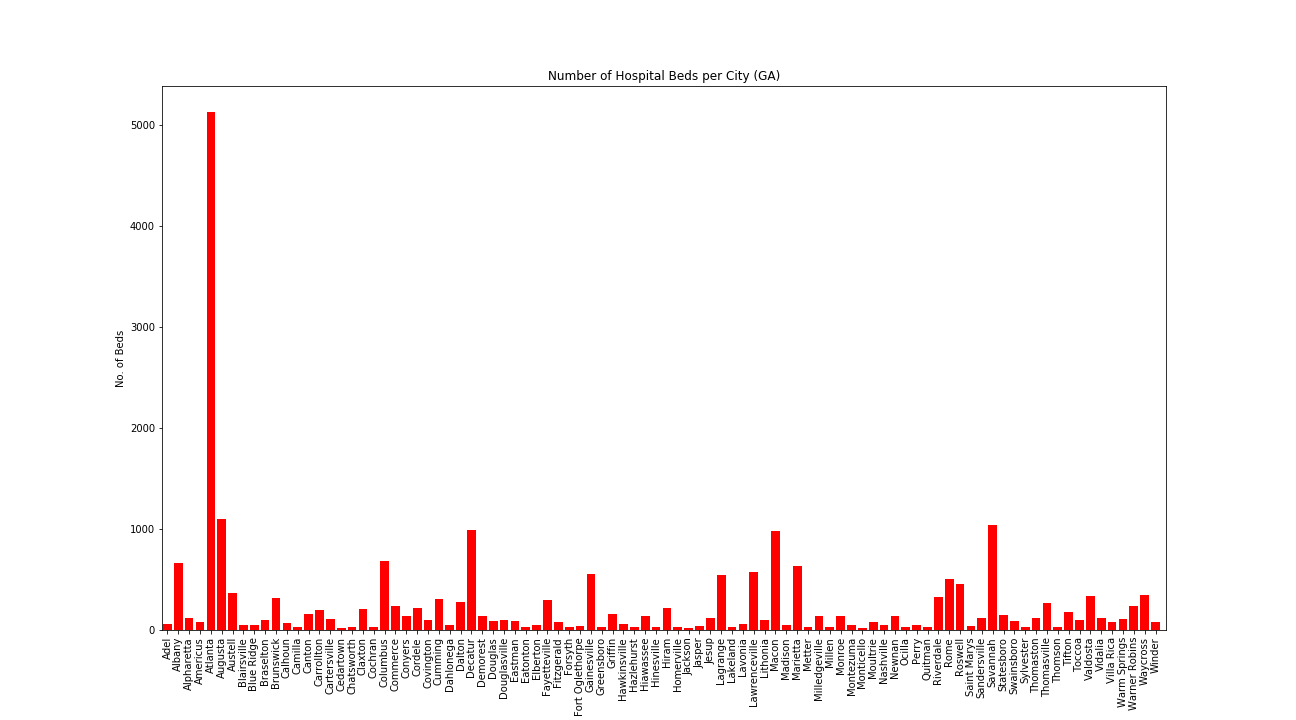 Number of Hospital Beds per City (GA)
5000
4000
3000
2000
1000
0
No. of Beds
Adel
Albany
Alpharetta
Americus
Atlanta
Augusta
Austell
Blairsville
Blue Ridge
Braselton
Brunswick
Calhoun
Camilla
Canton
Carrollton
Cartersville
Cedartown
Chatsworth
Claxton
Cochran
Columbus
Commerce
Conyers
Cordele
Covington
Cumming
Dahlonega
Dalton
Decatur
Demorest
Douglas
Douglasville
Eastman
Eatonton
Elberton
Fayetteville
Fitzgerald
Forsyth
Fort Oglethorpe
Gainesville
Greensboro
Griffin
Hawkinsville
Hazlehurst
Hiawassee
Hinesville
Hiram
Homerville
Jackson
Jasper
Jesup
Lagrange
Lakeland
Lavonia
Lawrenceville
Lithonia
Macon
Madison
Marietta
Metter
Milledgeville
Millen
Monroe
Montezuma
Monticello
Moultrie
Nashville
Newnan
Ocilla
Perry
Quitman
Riverdale
Rome
Roswell
Saint Marys
Sandersville
Savannah
Statesboro
Swainsboro
Sylvester
Thomaston
Thomasville
Thomson
Tifton
Toccoa
Valdosta
Vidalia
Villa Rica
Warm Springs
Warner Robins
Waycross
Winder